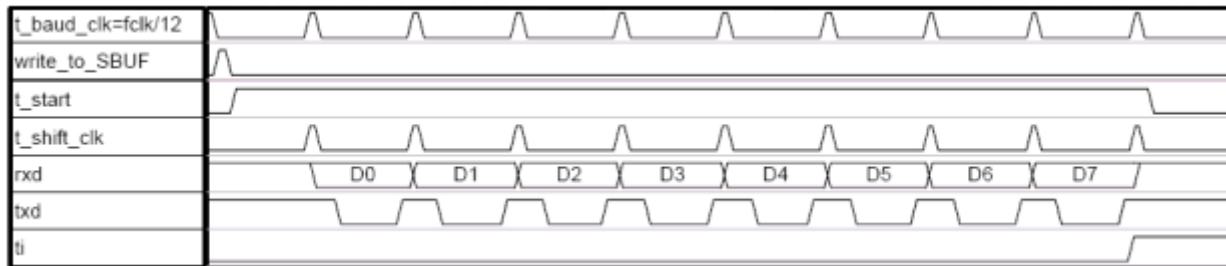 t_baud_clk=fclk/12
write_to_SBUF
t_start
t_shift_clk
rxd D0 D1 D2 D3 D4 D5 D6 D7
txd
ti